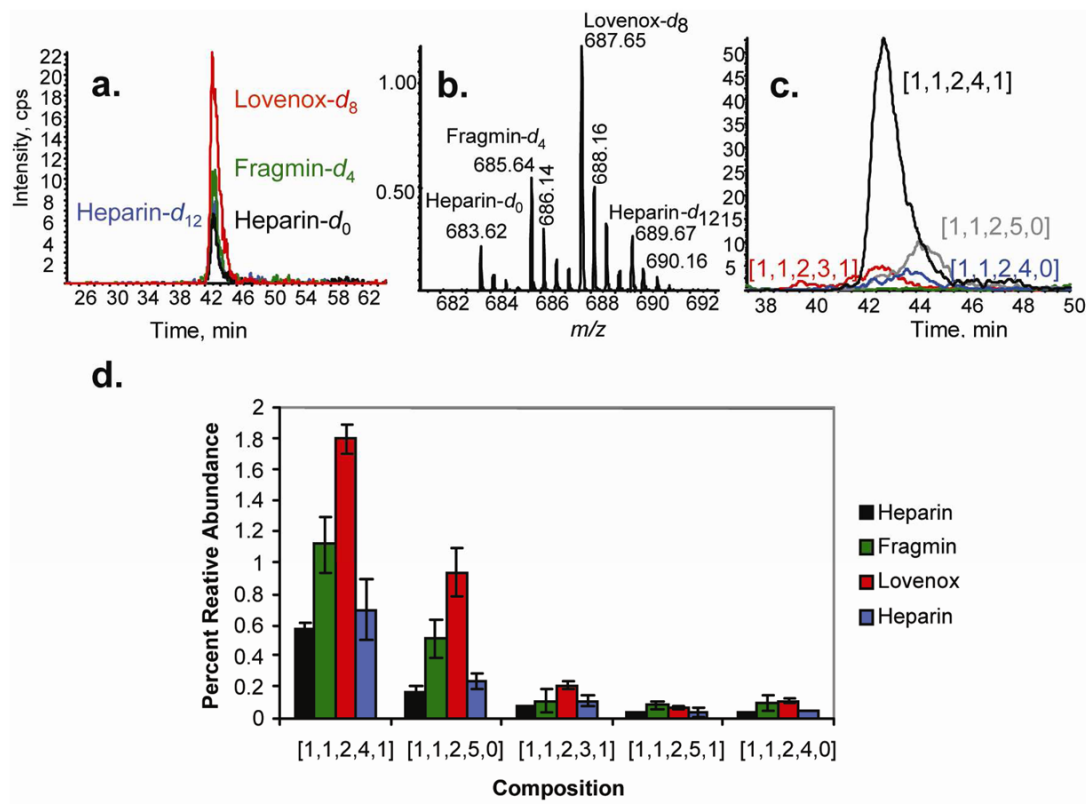 a.
Intensity, cps
22
20
18
16
14
12
10
8
6
4
2
Lovenox-d8
Fragmin-d4
Heparin-d12
Heparin-d0
26 30 34 38 42 46 50 54 58 62
Time, min
b.
Lovenox-d8
687.65
1.00
Fragmin-d4
685.64
686.14
688.16
0.50
Heparin-d0
683.62
Heparin-d12
689.67
690.16
682 684 686 688 690 692
m/z
c.
50
45
40
35
30
25
20
15
10
5
[1,1,2,4,1]
[1,1,2,5,0]
[1,1,2,3,1]
[1,1,2,4,0]
38 40 42 44 46 48 50
Time. min
d.
Percent Reative Abundance
2
1.8
1.6
1.4
1.2
1
0.8
0.6
0.4
0.2
0
[1,1,2,4,1] [1,1,2,5,0] [1,1,2,3,1] [1,1,2,5,1] [1,1,2,4,0]
Composition
Heparin
Fragmin
Lovenox
Heparin